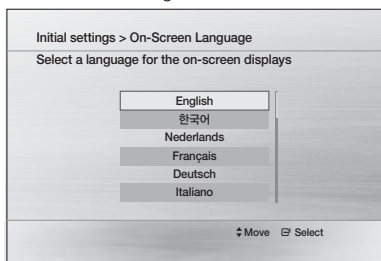 Initial settings > On-Screen Language
Select a language for the on-screen displays
English
한국어
Nederlands
Français
Deutsch
Italiano
Move Select